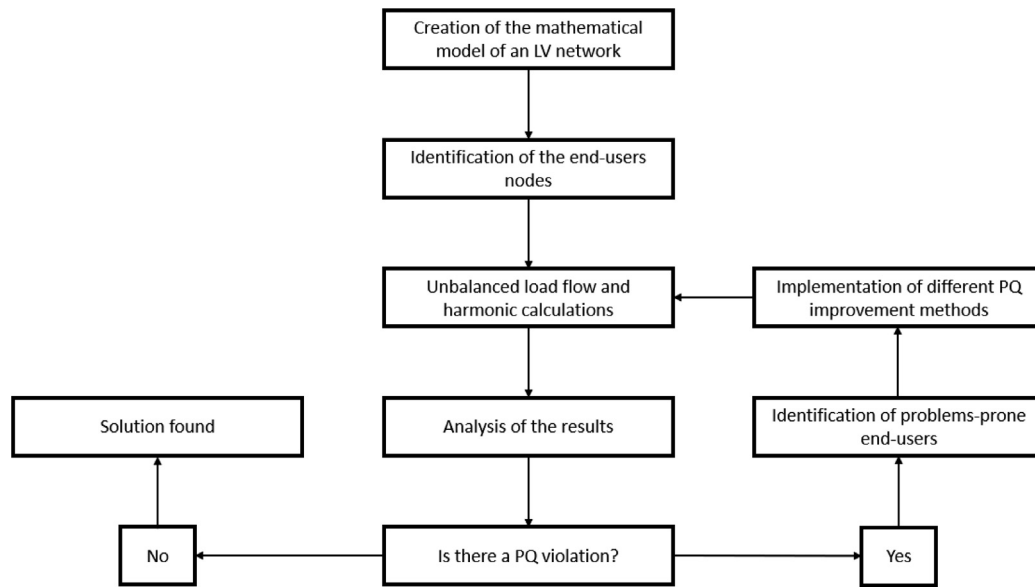 Creation of the mathematical
model of an LV network
Identification of the end-users
nodes
Unbalanced load flow and
harmonic calculations
Implementation of different PQ
improvement methods
Solution found
Analysis of the results
Identification of problems-prone
end-users
No
Is there a PQ violation?
Yes